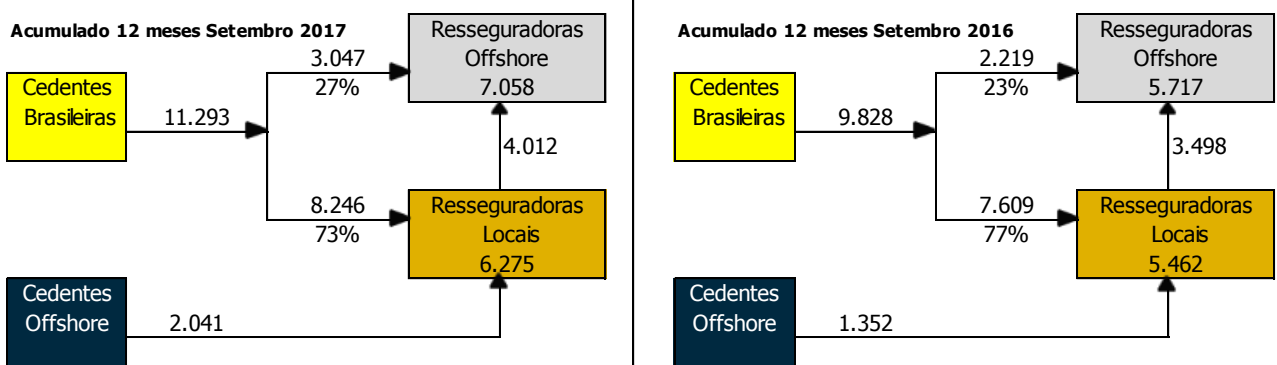 Acumulado 12 meses Setembro 2017
Resseguradoras
Offshore
7.058
3.047
27%
Cedentes
Brasileiras
11.293
4.012
8.246
73%
Resseguradoras
Locais
6.275
Cedentes
Offshore
2.041
Acumulado 12 meses Setembro 2016
Resseguradoras
Offshore
5.717
2.219
23%
Cedentes
Brasileiras
9.828
3.498
7.609
77%
Resseguradoras
Locais
5.462
Cedentes
Offshore
1.352